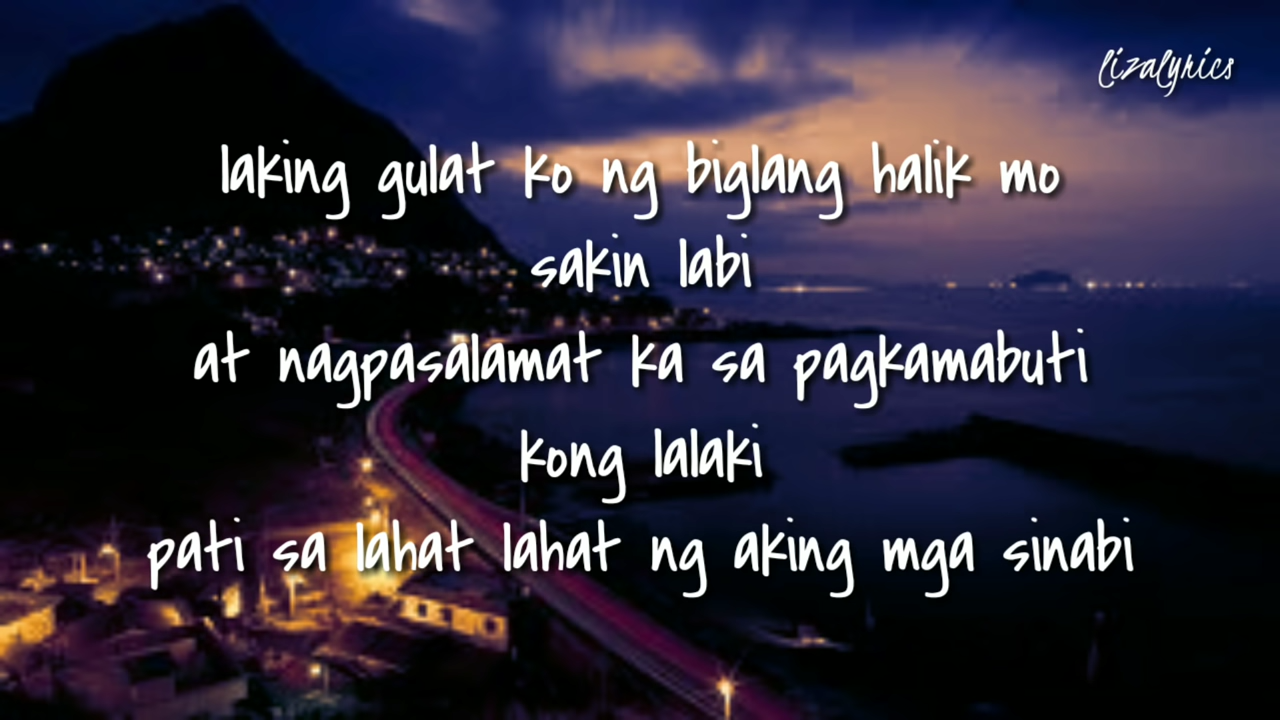 lizalyrics
laking gulat ko ng biglang halik mo
sakin labi
at nagpasalamat ka sa pagkamabuti
kong lalaki
pati sa lahat lahat ng aking mga sinabi